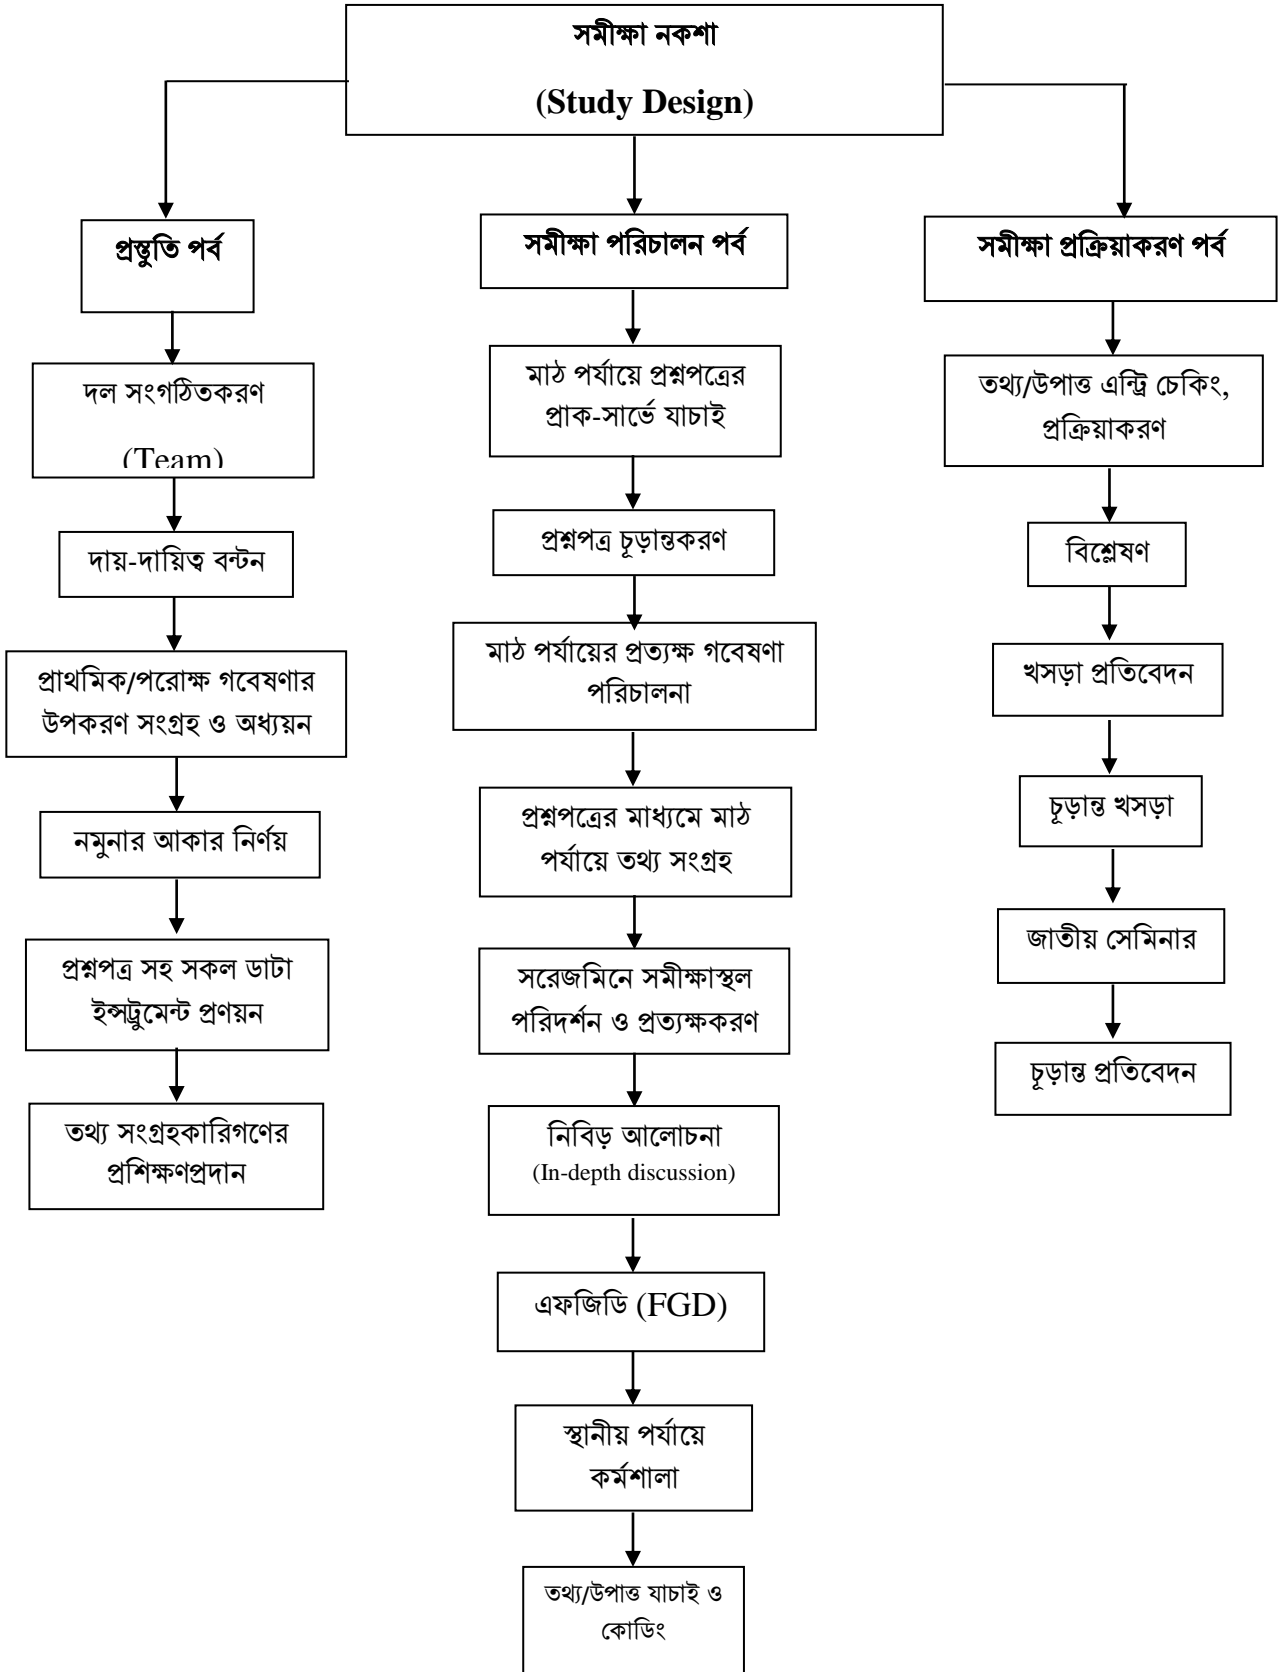 সমীক্ষা নকশা
(Study Design)
প্রস্তুতি পর্ব
দল সংগঠিতকরণ
(Team)
দায়-দায়িত্ব বন্টন
প্রাথমিক/পরোক্ষ গবেষণার
উপকরণ সংগ্রহ ও অধ্যয়ন
নমুনার আকার নির্ণয়
প্রশ্নপত্র সহ সকল ডাটা
ইন্সট্রুমেন্ট প্রণয়ন
তথ্য সংগ্রহকারিগণের
প্রশিক্ষণপ্রদান
সমীক্ষা পরিচালন পর্ব
মাঠ পর্যায়ে প্রশ্নপত্রের
প্রাক-সার্ভে যাচাই
প্রশ্নপত্র চূড়ান্তকরণ
মাঠ পর্যায়ের প্রত্যক্ষ গবেষণা
পরিচালনা
প্রশ্নপত্রের মাধ্যমে মাঠ
পর্যায়ে তথ্য সংগ্রহ
সরেজমিনে সমীক্ষাস্থল
পরিদর্শন ও প্রত্যক্ষকরণ
নিবিড় আলোচনা
(In-depth discussion)
এফজিডি (FGD)
স্থানীয় পর্যায়ে
কর্মশালা
তথ্য/উপাত্ত যাচাই ও
কোডিং
সমীক্ষা প্রক্রিয়াকরণ পর্ব
তথ্য/উপাত্ত এন্ট্রি চেকিং,
প্রক্রিয়াকরণ
বিশ্লেষণ
খসড়া প্রতিবেদন
চূড়ান্ত খসড়া
জাতীয় সেমিনার
চূড়ান্ত প্রতিবেদন